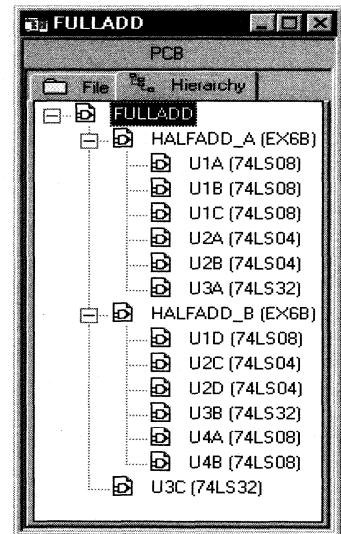 FULLADD
PCB
File Hierarchy
FULLADD
HALFADD_A (EX6B)
U1A (74LS08)
U1B (74LS08)
U1C (74LS08)
U2A (74LS04)
U2B (74LS04)
U3A (74LS32)
HALFADD_B (EX6B)
U1D (74LS08)
U2C (74LS04)
U2D (74LS04)
U3B (74LS32)
U4A (74LS08)
U4B (74LS08)
U3C (74LS32)